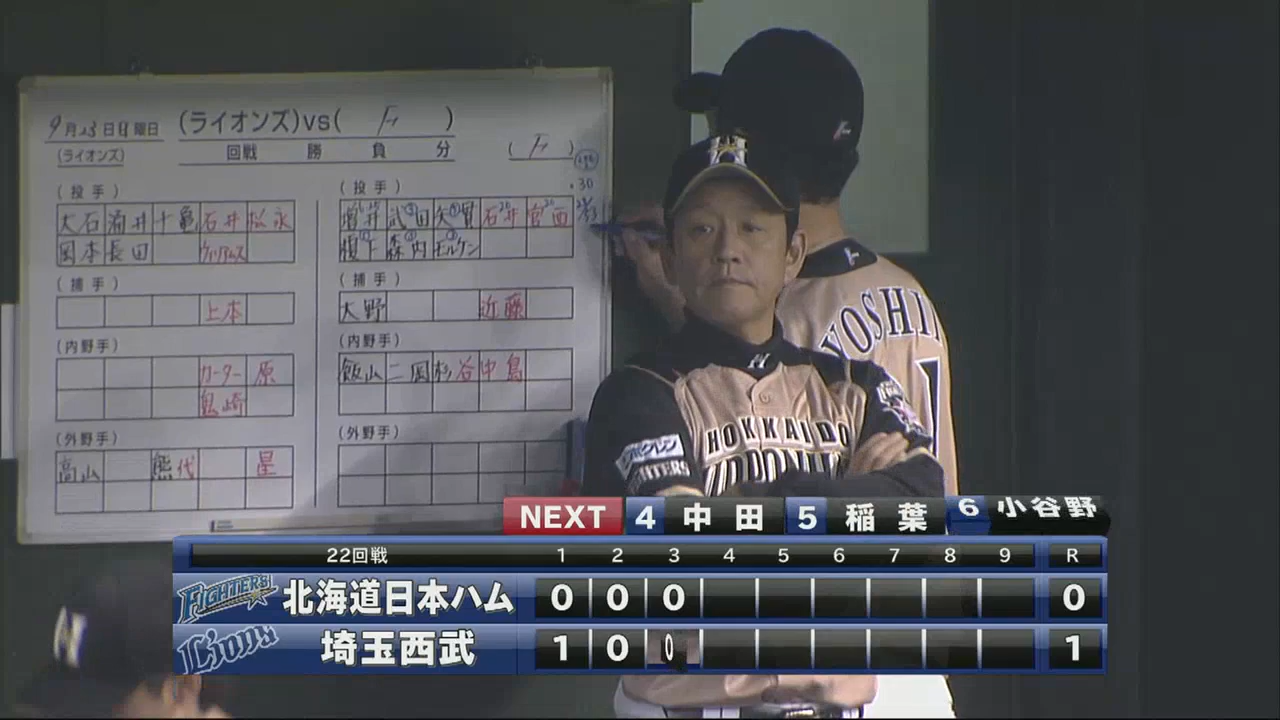 9月23日日曜日 (ライオンズ)vs( F )
(ライオンズ) 回戦 勝 負 分 ( F )
(投手) (投手)
大石 涌井 十亀 石井 松永 増井 武田 矢貫 石井 宮西
岡本 長田 ウィリアムス 榎下 森内 モルケン
(捕手) (捕手)
上本 大野 近藤
(内野手) (内野手)
カーター 原 飯山 二岡 杉谷 中島
鬼崎
(外野手) (外野手)
高山 熊代 星
.30
YOSHII
HOKKAIDO
FIGHTERS
NEXT 4 中田 5 稲葉 6 小谷野
22回戦 1 2 3 4 5 6 7 8 9 R
FIGHTERS 北海道日本ハム 0 0 0 0
Lions 埼玉西武 1 0 0 1